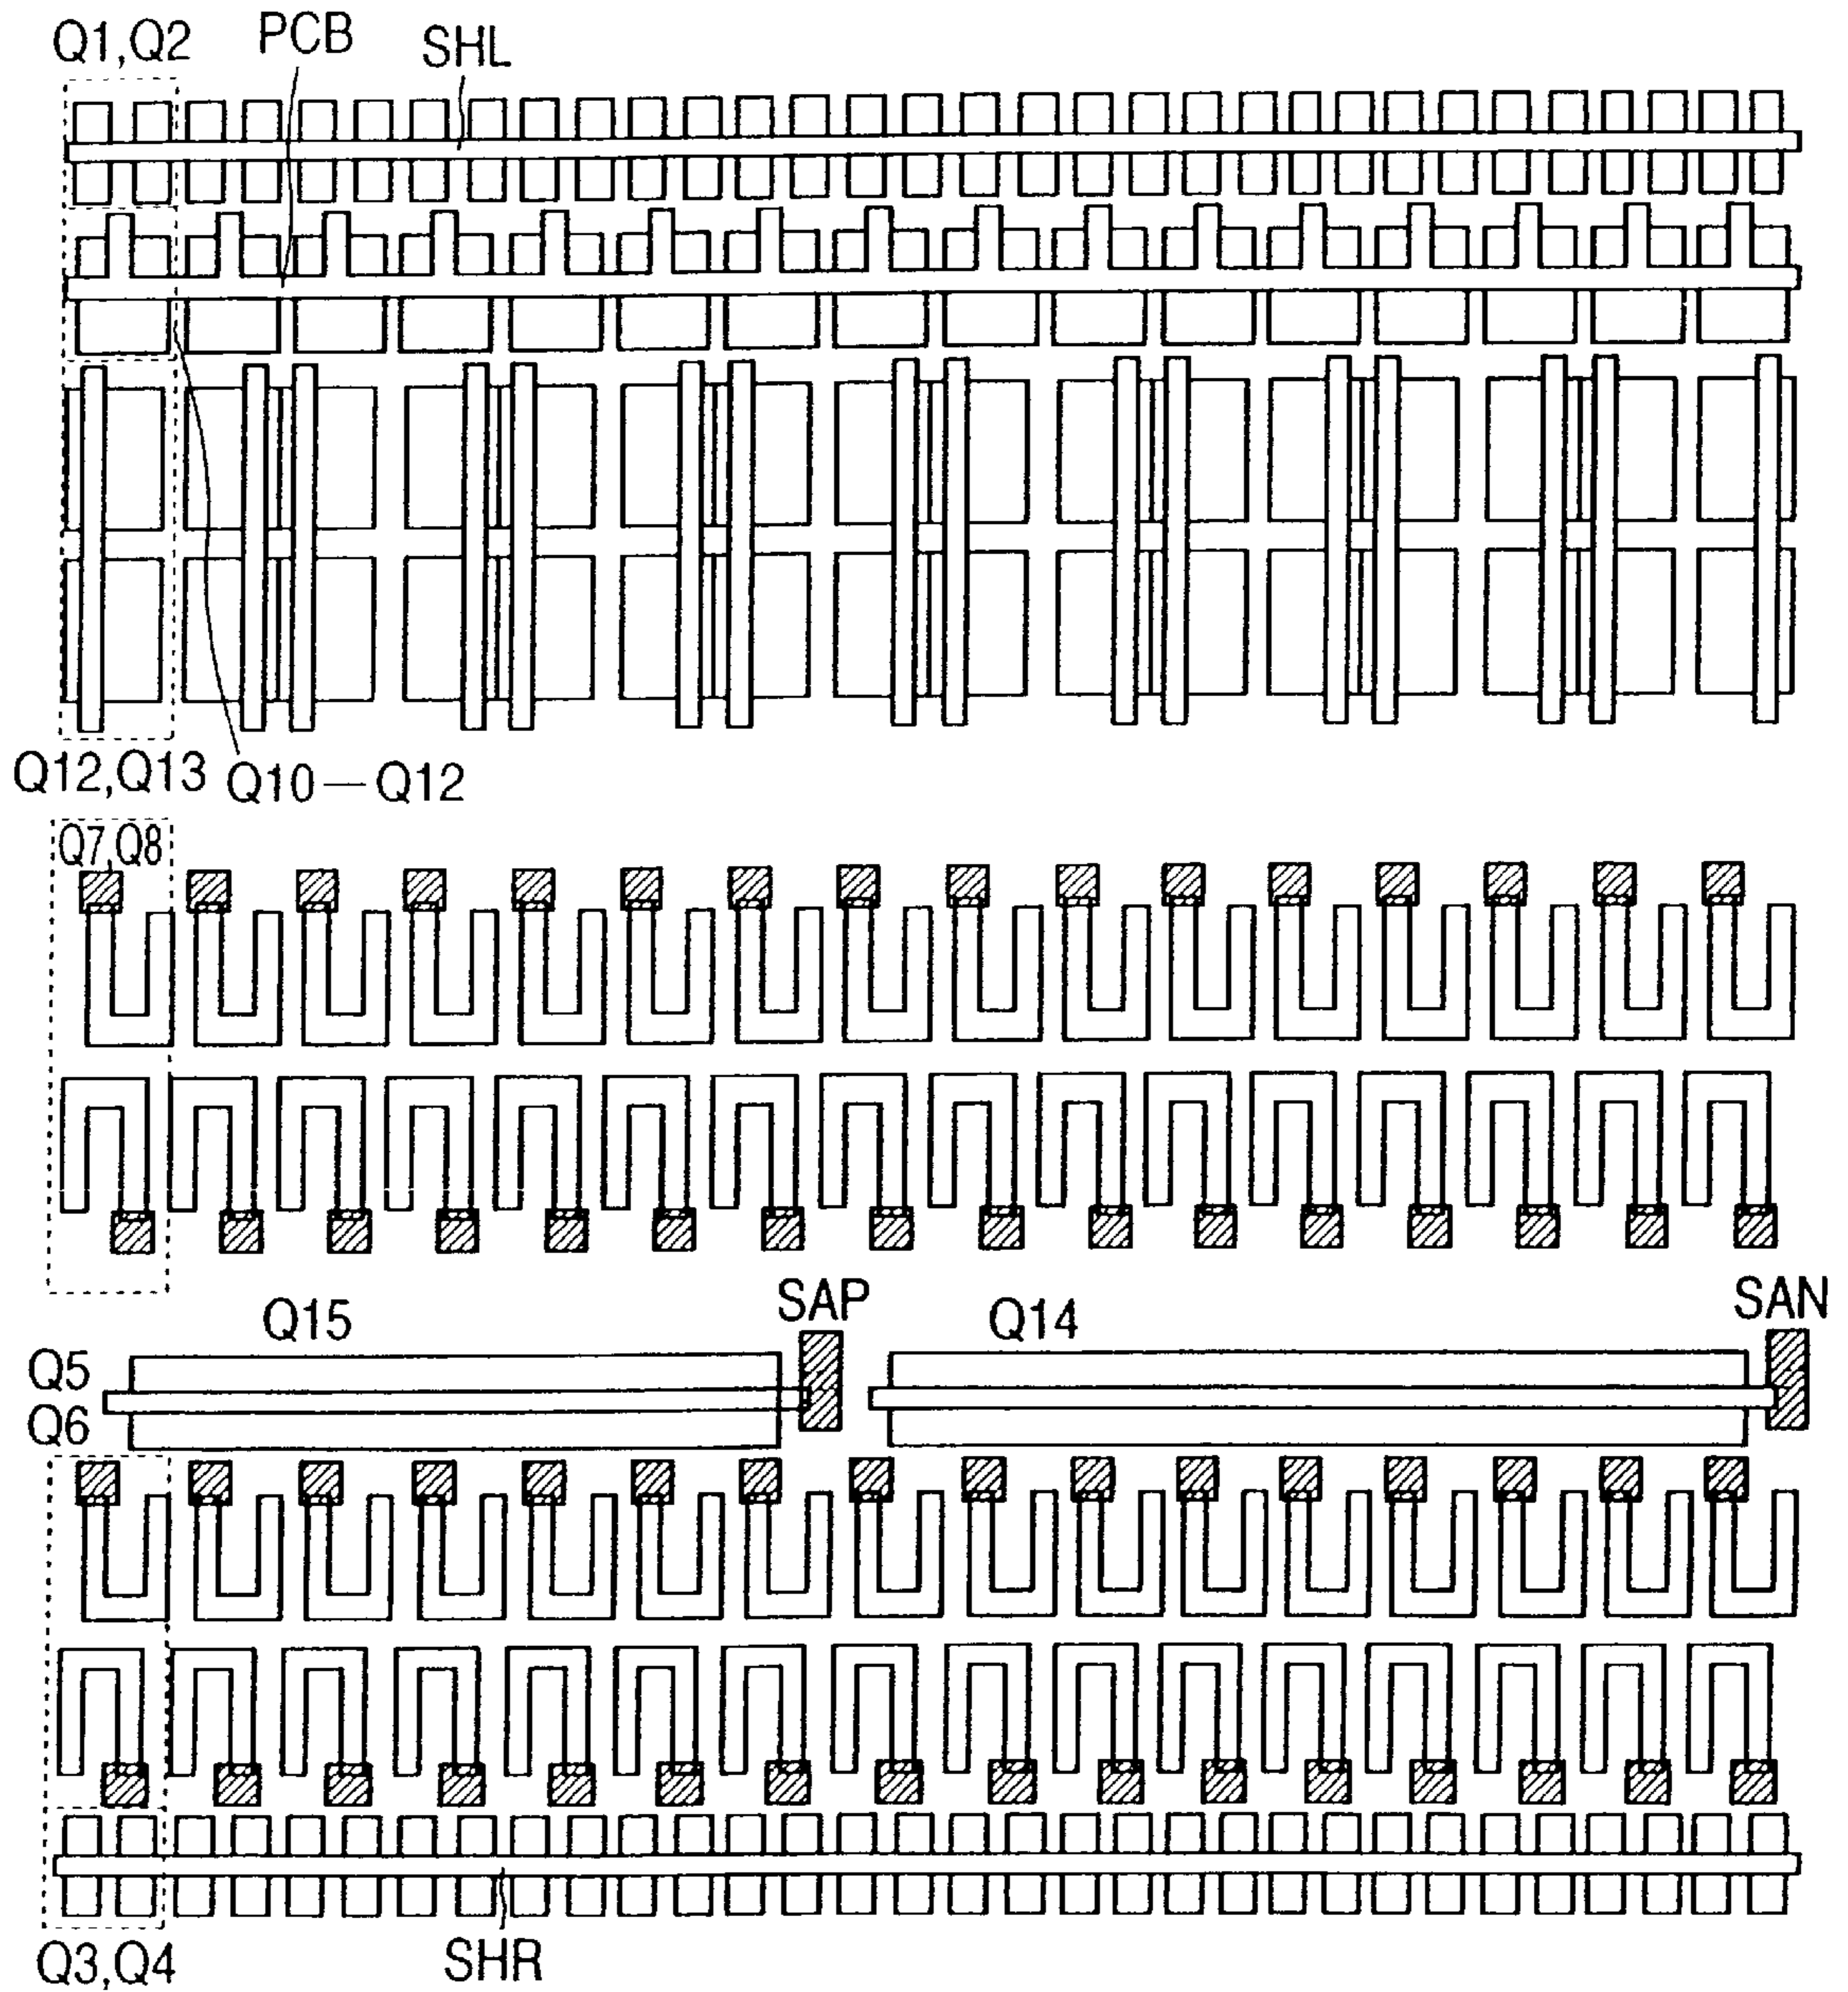 Q1,Q2
PCB
SHL
Q12,Q13
Q10—Q12
Q7,Q8
Q15
SAP
Q14
SAN
Q5
Q6
Q3,Q4
SHR